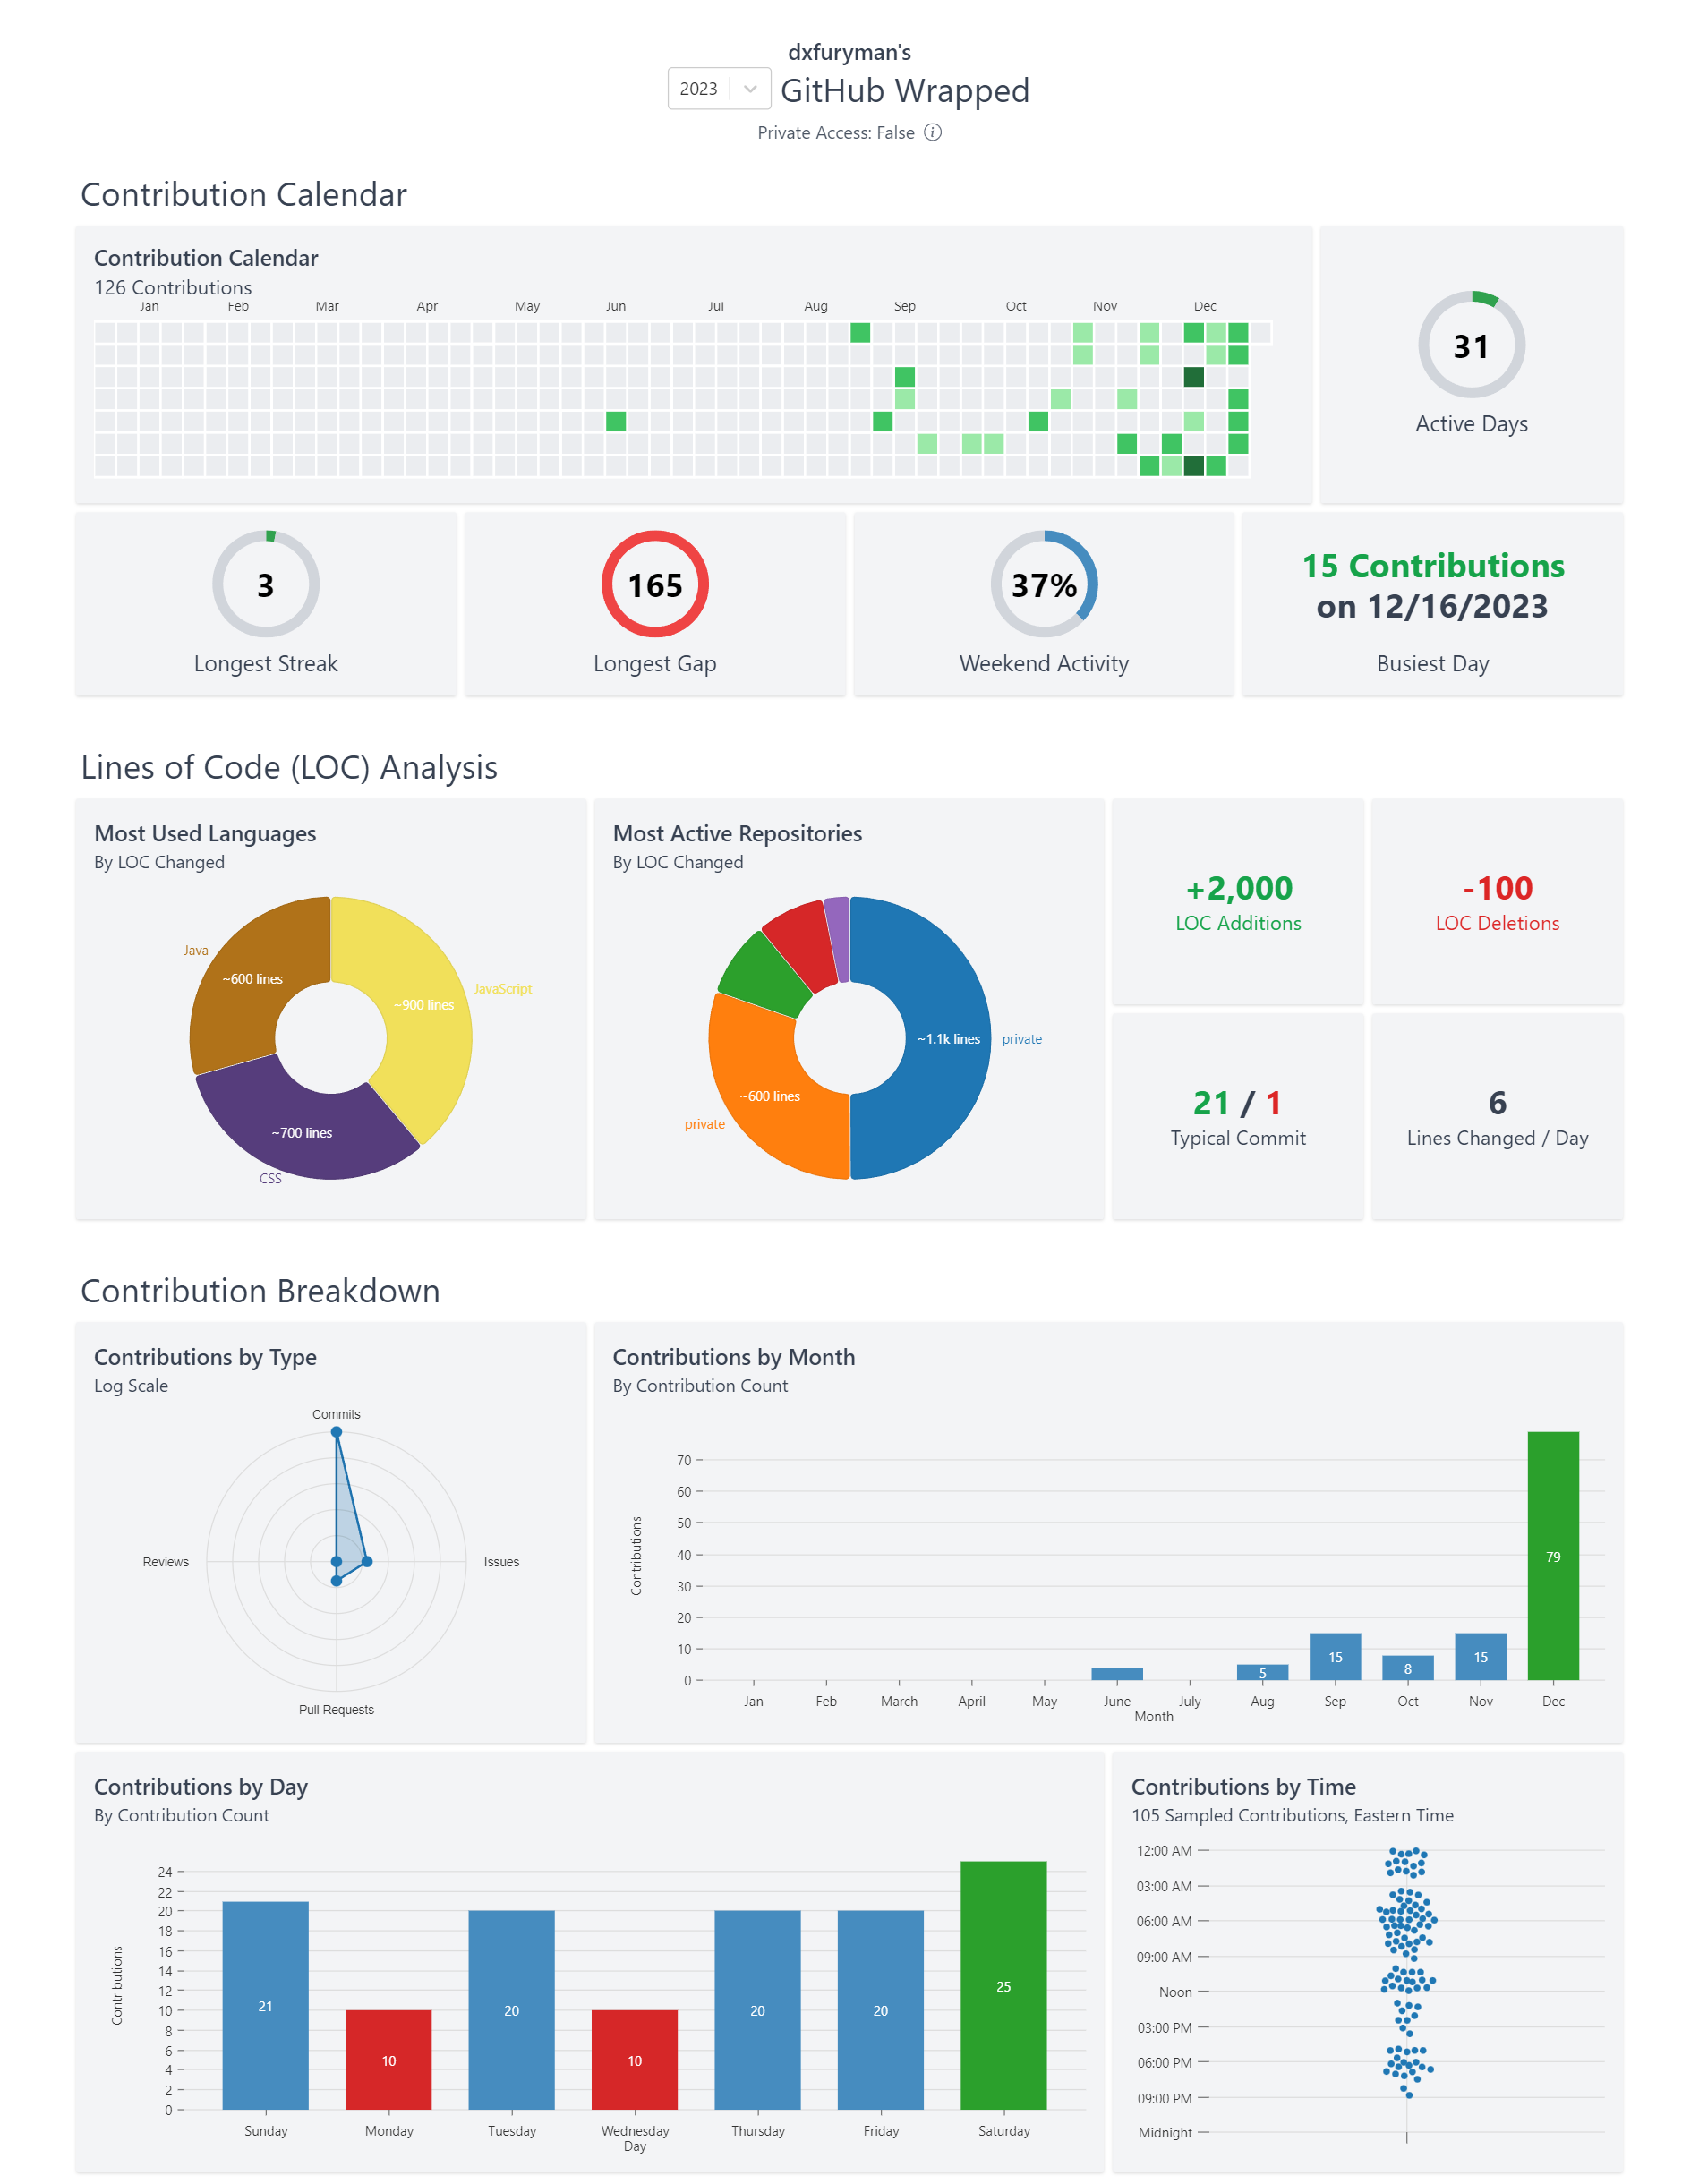 dxfuryman's
2023 GitHub Wrapped
Private Access: False
Contribution Calendar
Contribution Calendar
126 Contributions
Jan Feb Mar Apr May Jun Jul Aug Sep Oct Nov Dec
31
Active Days
3
Longest Streak
165
Longest Gap
37%
Weekend Activity
15 Contributions
on 12/16/2023
Busiest Day
Lines of Code (LOC) Analysis
Most Used Languages
By LOC Changed
Java
~600 lines
JavaScript
~900 lines
~700 lines
CSS
Most Active Repositories
By LOC Changed
~1.1k lines
private
~600 lines
private
+2,000
LOC Additions
-100
LOC Deletions
21 / 1
Typical Commit
6
Lines Changed / Day
Contribution Breakdown
Contributions by Type
Log Scale
Commits
Reviews
Issues
Pull Requests
Contributions by Month
By Contribution Count
Contributions
70
60
50
40
30
20
10
0
5
15
8
15
79
Jan Feb March April May June July Aug Sep Oct Nov Dec
Month
Contributions by Day
By Contribution Count
Contributions
24
22
20
18
16
14
12
10
8
6
4
2
0
21
10
20
10
20
20
25
Sunday Monday Tuesday Wednesday Thursday Friday Saturday
Day
Contributions by Time
105 Sampled Contributions, Eastern Time
12:00 AM
03:00 AM
06:00 AM
09:00 AM
Noon
03:00 PM
06:00 PM
09:00 PM
Midnight